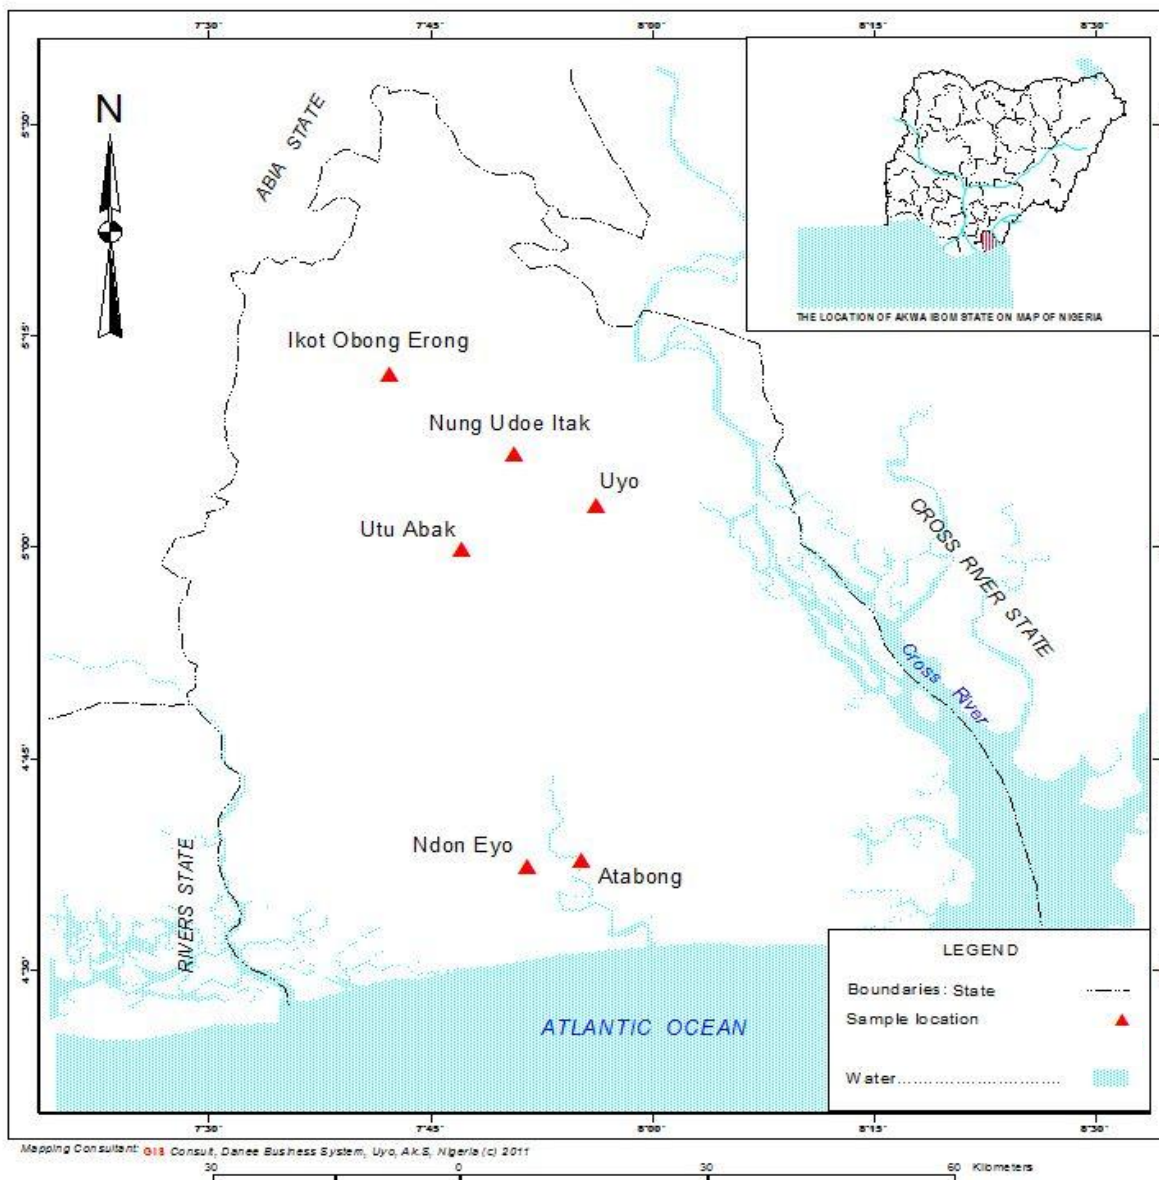 7°30' 7°45' 8°00' 8°15' 8°30'
N
ABIA STATE
5°30'
THE LOCATION OF AKWA IBOM STATE ON MAP OF NIGERIA
5°15'
Ikot Obong Erong
Nung Udoe Itak
Uyo
Utu Abak
5°00'
CROSS RIVER STATE
Cross River
4°45'
Ndon Eyo
Atabong
RIVERS STATE
4°30'
ATLANTIC OCEAN
LEGEND
Boundaries: State
Sample location
Water
7°30' 7°45' 8°00' 8°15' 8°30'
Mapping Consultant: GIS Consult, Danee Business System, Uyo, Ak.S, Nigeria (c) 2011
30 0 30 60 Kilometers